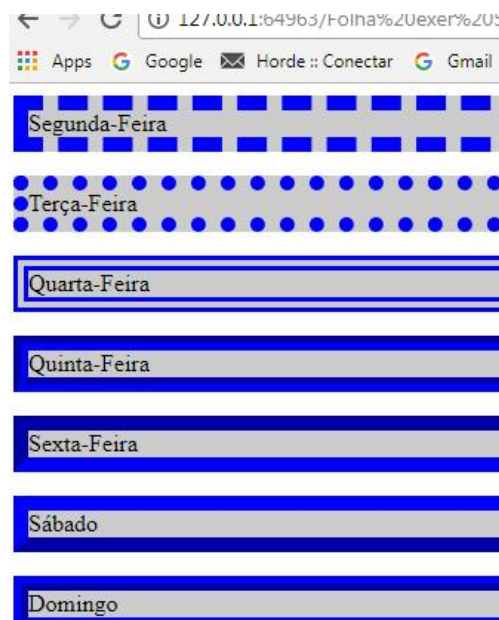 127.0.0.1:64963/Folha%20exer%20
Apps Google Horde :: Conectar Gmail
Segunda-Feira
Terça-Feira
Quarta-Feira
Quinta-Feira
Sexta-Feira
Sábado
Domingo